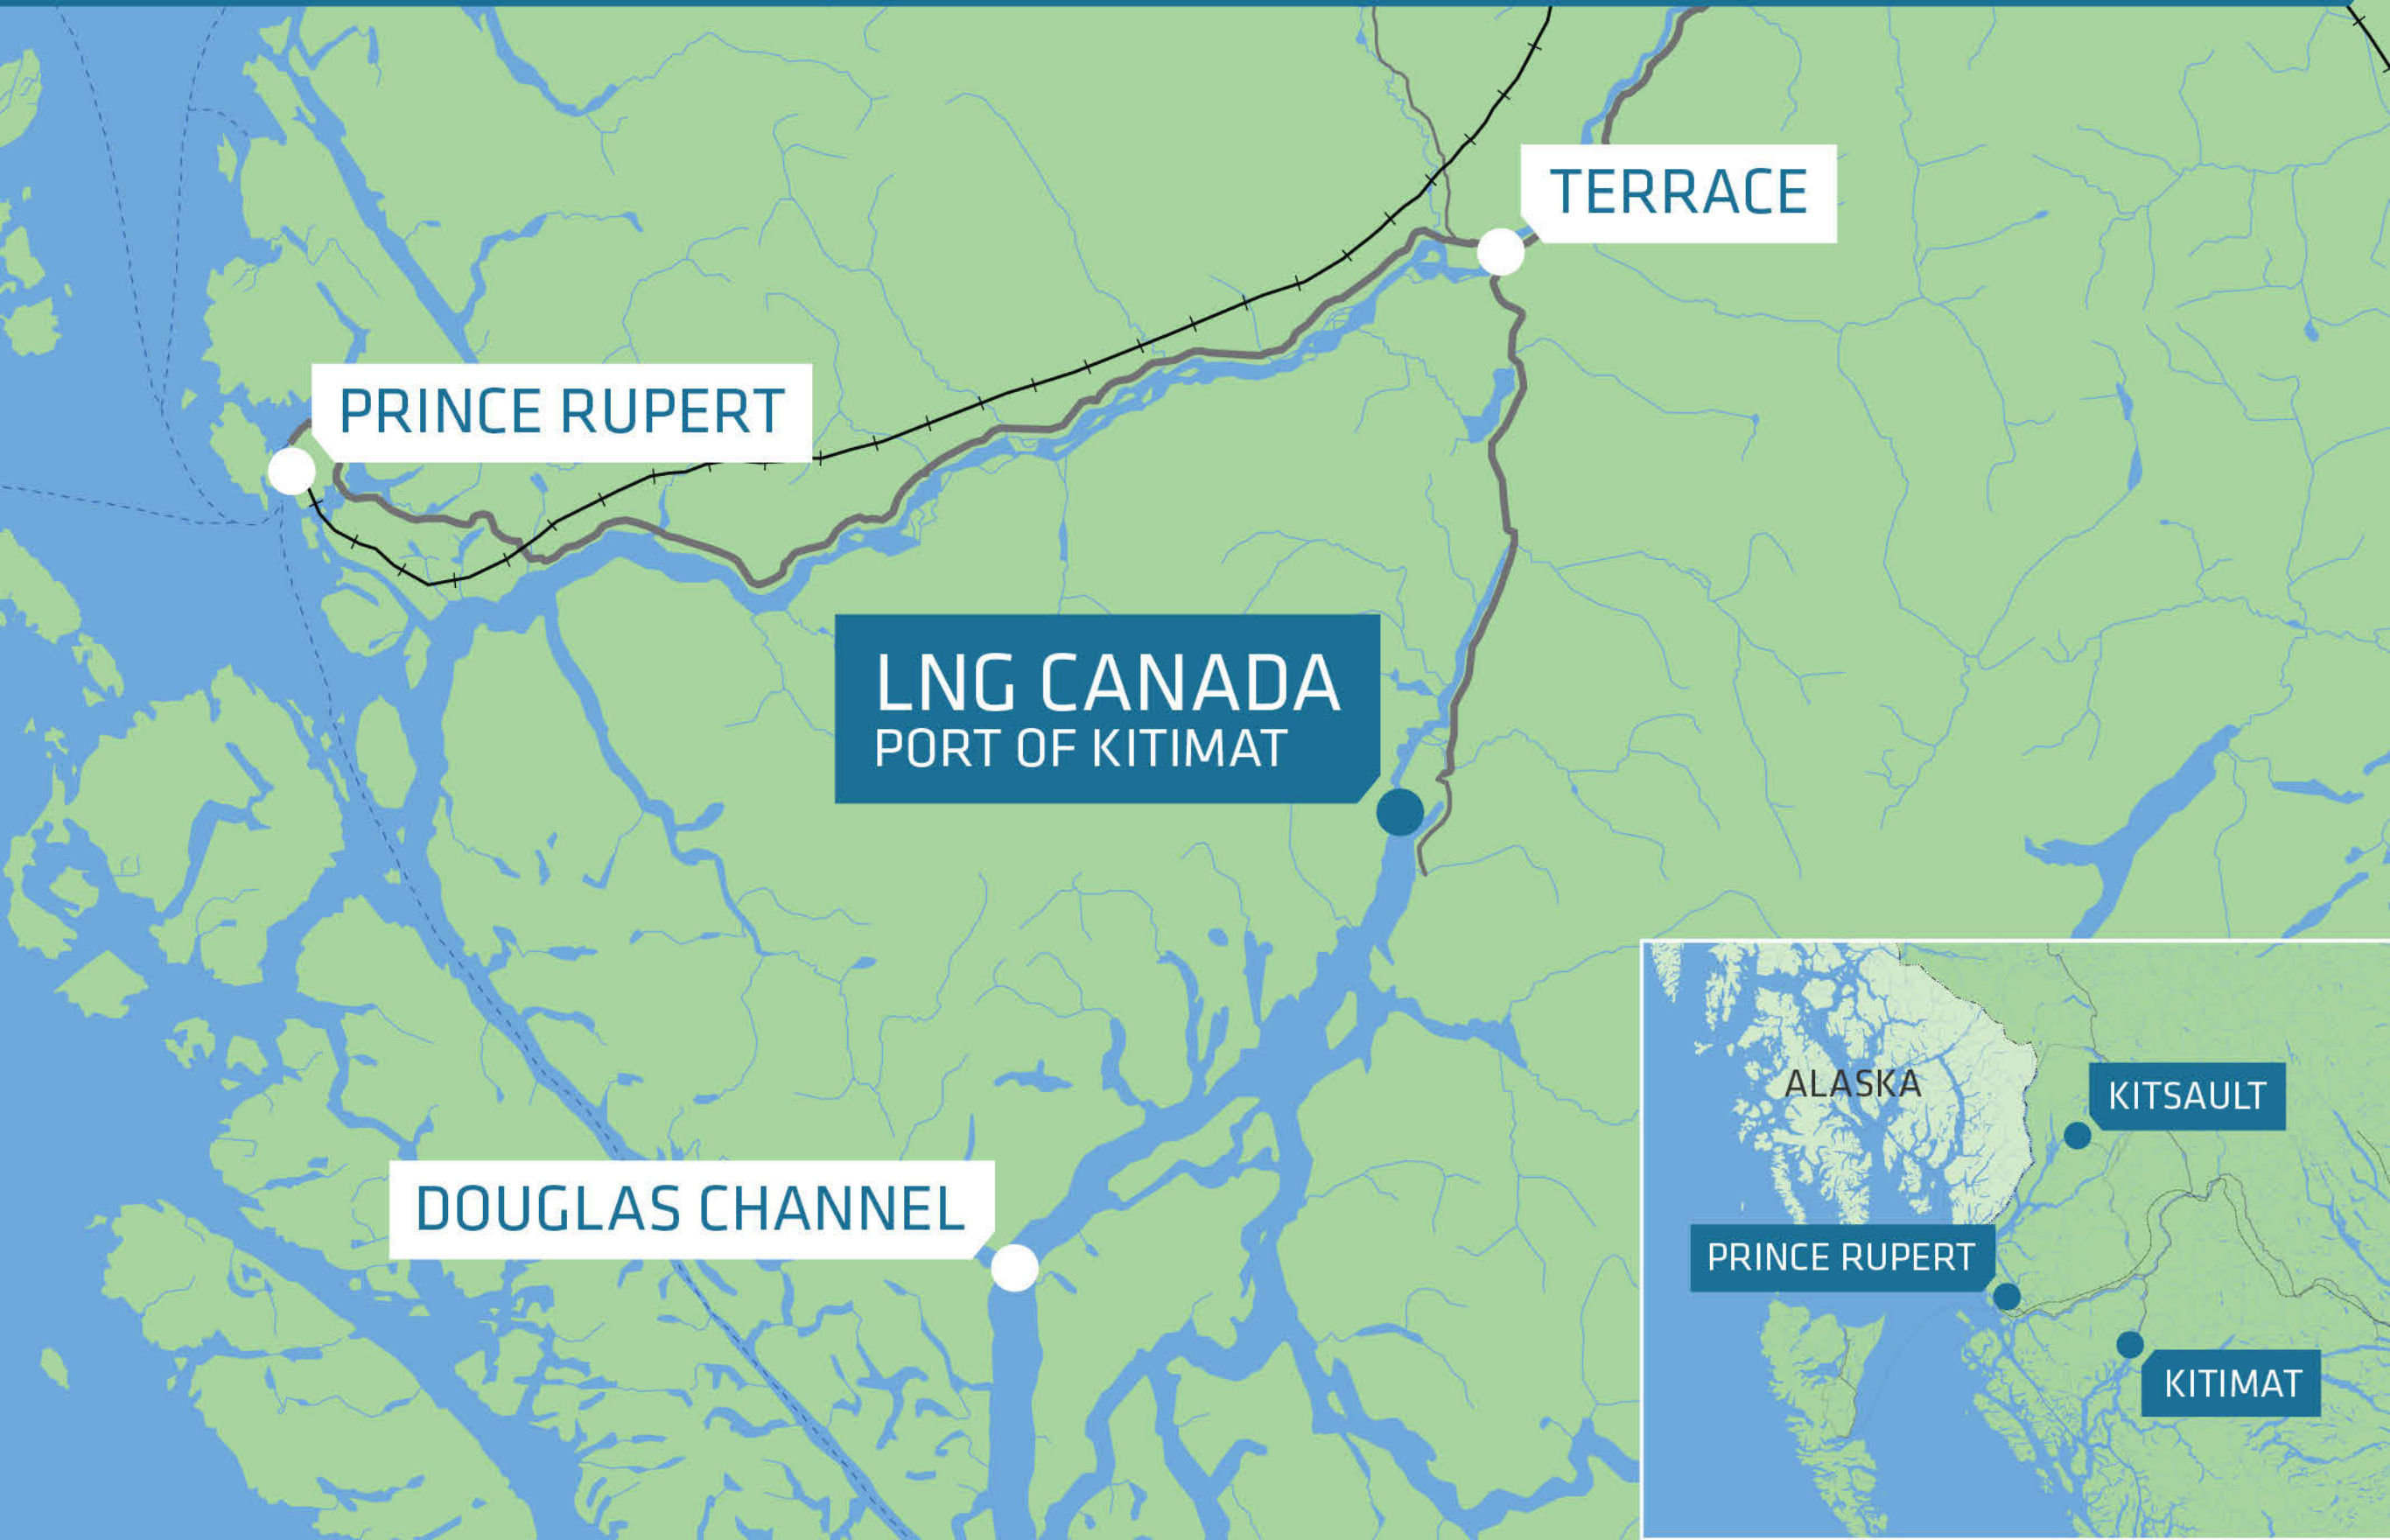 TERRACE
PRINCE RUPERT
LNG CANADA
PORT OF KITIMAT
DOUGLAS CHANNEL
ALASKA
KITSAULT
PRINCE RUPERT
KITIMAT